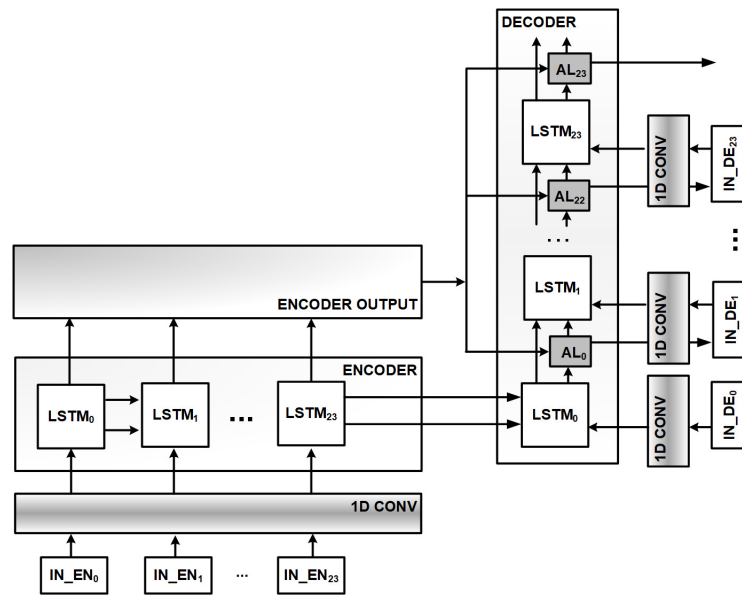 DECODER
AL23
LSTM23
1D CONV
IN_DE23
AL22
...
...
LSTM1
1D CONV
IN_DE1
AL0
LSTM0
1D CONV
IN_DE0
ENCODER OUTPUT
ENCODER
LSTM0
LSTM1
...
LSTM23
1D CONV
IN_EN0
IN_EN1
...
IN_EN23